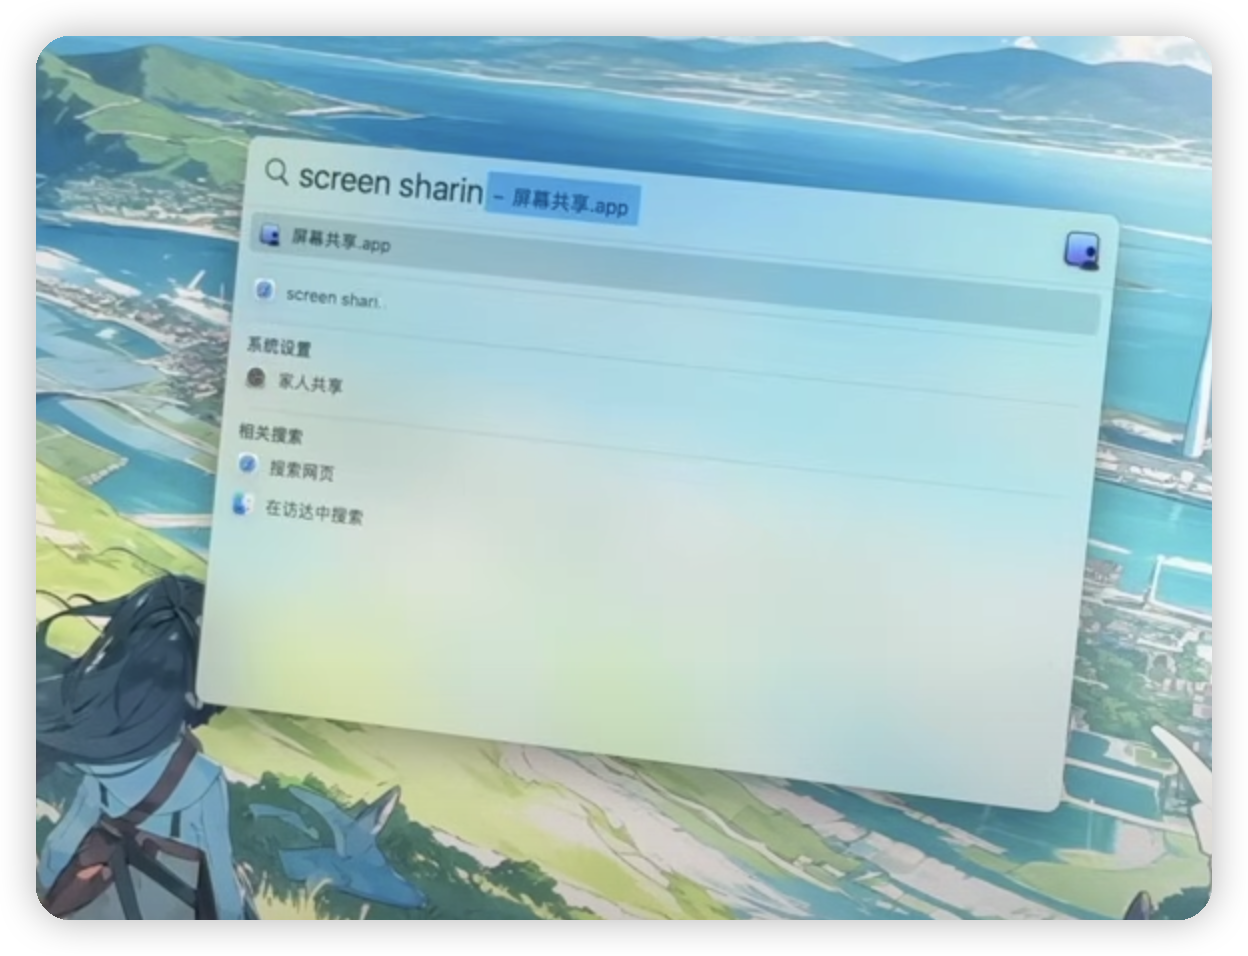 screen sharin – 屏幕共享.app
屏幕共享.app
screen shari..
系统设置
家人共享
相关搜索
搜索网页
在访达中搜索